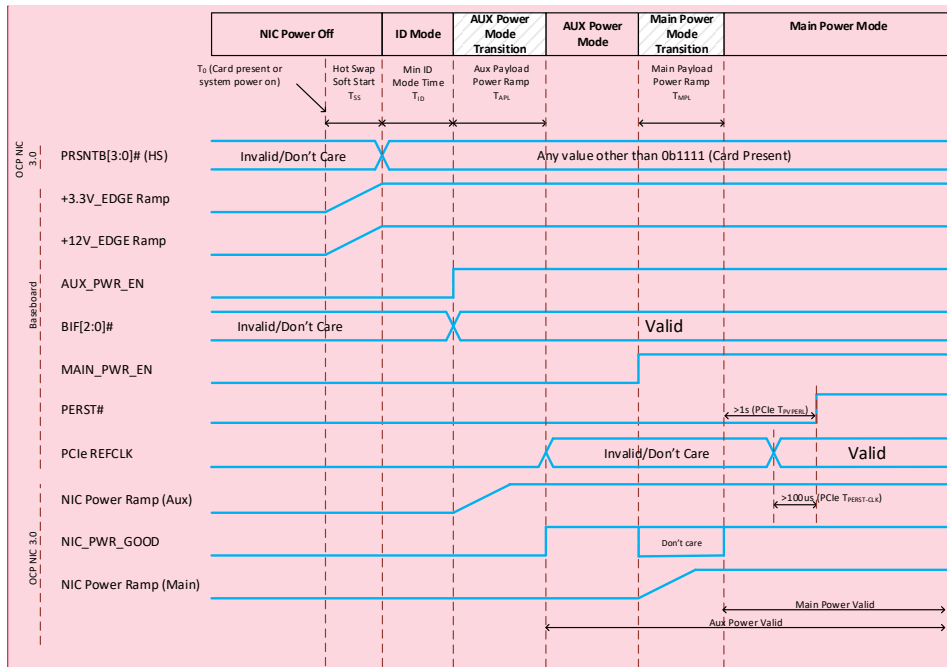 NIC Power Off
ID Mode
AUX Power
Mode
Transition
AUX Power
Mode
Main Power
Mode
Transition
Main Power Mode
T0 (Card present or
system power on)
Hot Swap
Soft Start
TSS
Min ID
Mode Time
TID
Aux Payload
Power Ramp
TAPL
Main Payload
Power Ramp
TMPL
OCP NIC
3.0
PRSNTB[3:0]# (HS)
Invalid/Don't Care
Any value other than 0b1111 (Card Present)
Baseboard
+3.3V_EDGE Ramp
+12V_EDGE Ramp
AUX_PWR_EN
BIF[2:0]#
Invalid/Don't Care
Valid
MAIN_PWR_EN
PERST#
>1s (PCIe TPVPERL)
PCIe REFCLK
Invalid/Don't Care
Valid
OCP NIC 3.0
NIC Power Ramp (Aux)
>100us (PCIe TPERST-CLK)
NIC_PWR_GOOD
Don't care
NIC Power Ramp (Main)
Main Power Valid
Aux Power Valid